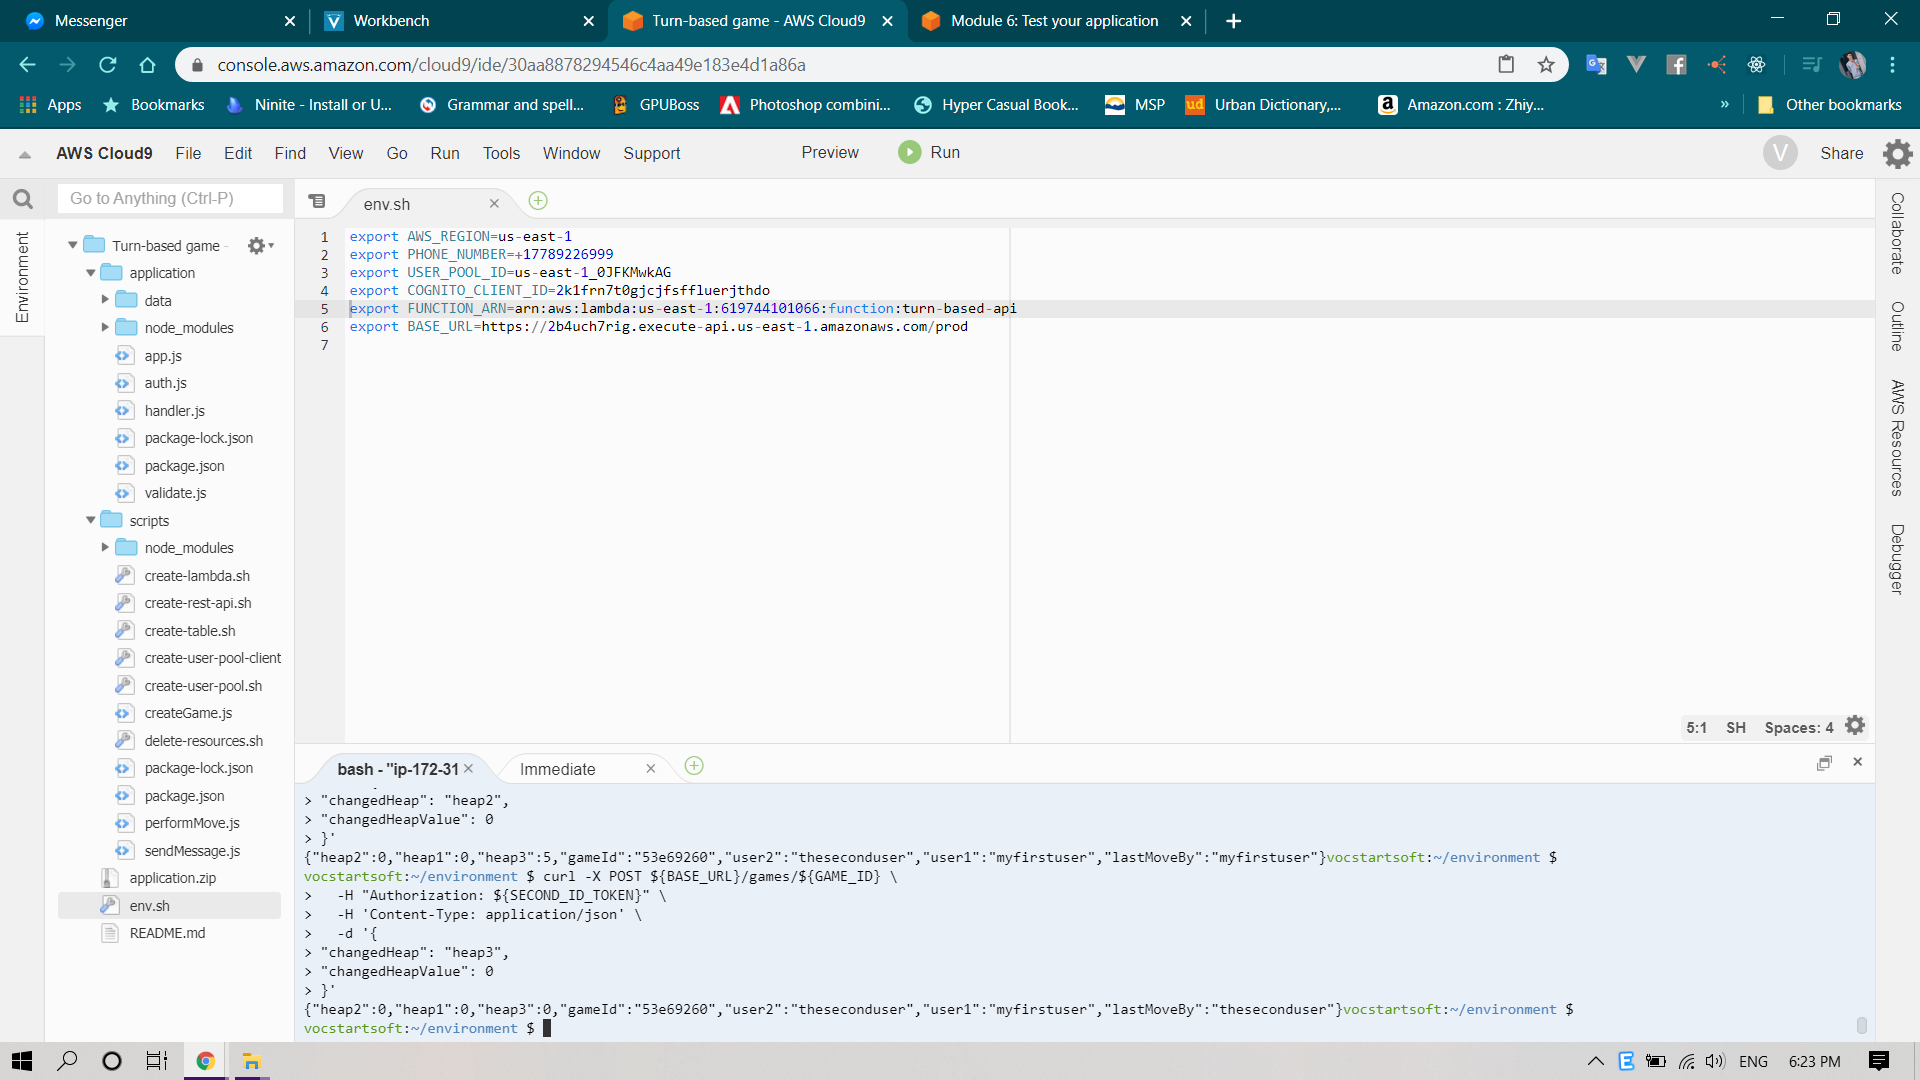 Messenger
Workbench
Turn-based game - AWS Cloud9
Module 6: Test your application
console.aws.amazon.com/cloud9/ide/30aa8878294546c4aa49e183e4d1a86a
Apps
Bookmarks
Ninite - Install or U...
Grammar and spell...
GPUBoss
Photoshop combini...
Hyper Casual Book...
MSP
ud
Urban Dictionary,...
Amazon.com : Zhiy...
»
Other bookmarks
AWS Cloud9 File Edit Find View Go Run Tools Window Support Preview Run V Share
Go to Anything (Ctrl-P)
env.sh
Environment
Turn-based game -
application
data
node_modules
app.js
auth.js
handler.js
package-lock.json
package.json
validate.js
scripts
node_modules
create-lambda.sh
create-rest-api.sh
create-table.sh
create-user-pool-client
create-user-pool.sh
createGame.js
delete-resources.sh
package-lock.json
package.json
performMove.js
sendMessage.js
application.zip
env.sh
README.md
1 export AWS_REGION=us-east-1
2 export PHONE_NUMBER=+17789226999
3 export USER_POOL_ID=us-east-1_0JFKMwkAG
4 export COGNITO_CLIENT_ID=2k1frn7t0gjcjfsffluerjthdo
5 export FUNCTION_ARN=arn:aws:lambda:us-east-1:619744101066:function:turn-based-api
6 export BASE_URL=https://2b4uch7rig.execute-api.us-east-1.amazonaws.com/prod
7
5:1 SH Spaces: 4
Collaborate
Outline
AWS Resources
Debugger
bash - "ip-172-31
Immediate
> "changedHeap": "heap2",
> "changedHeapValue": 0
> }'
{"heap2":0,"heap1":0,"heap3":5,"gameId":"53e69260","user2":"theseconduser","user1":"myfirstuser","lastMoveBy":"myfirstuser"}vocstartsoft:~/environment $
vocstartsoft:~/environment $ curl -X POST ${BASE_URL}/games/${GAME_ID} \
>   -H "Authorization: ${SECOND_ID_TOKEN}" \
>   -H 'Content-Type: application/json' \
>   -d '{
> "changedHeap": "heap3",
> "changedHeapValue": 0
> }'
{"heap2":0,"heap1":0,"heap3":0,"gameId":"53e69260","user2":"theseconduser","user1":"myfirstuser","lastMoveBy":"theseconduser"}vocstartsoft:~/environment $
vocstartsoft:~/environment $
ENG
6:23 PM